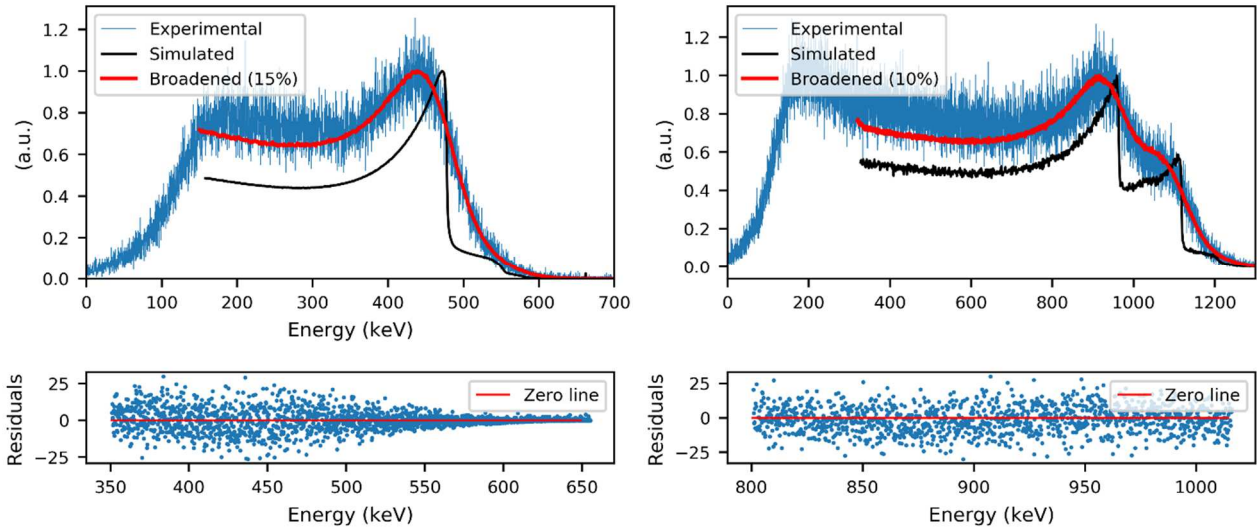 1.2
1.0
0.8
0.6
0.4
0.2
0.0
(a.u.)
Experimental
Simulated
Broadened (15%)
0 100 200 300 400 500 600 700
Energy (keV)
1.2
1.0
0.8
0.6
0.4
0.2
0.0
(a.u.)
Experimental
Simulated
Broadened (10%)
0 200 400 600 800 1000 1200
Energy (keV)
25
0
−25
Residuals
Zero line
350 400 450 500 550 600 650
Energy (keV)
25
0
−25
Residuals
Zero line
800 850 900 950 1000
Energy (keV)